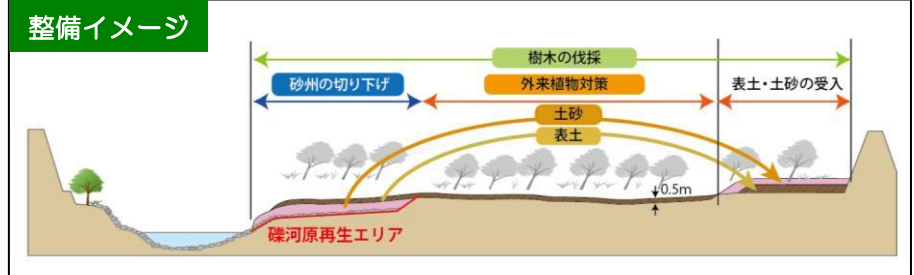 整備イメージ
樹木の伐採
砂州の切り下げ
外来植物対策
表土・土砂の受入
土砂
表土
0.5m
礫河原再生エリア